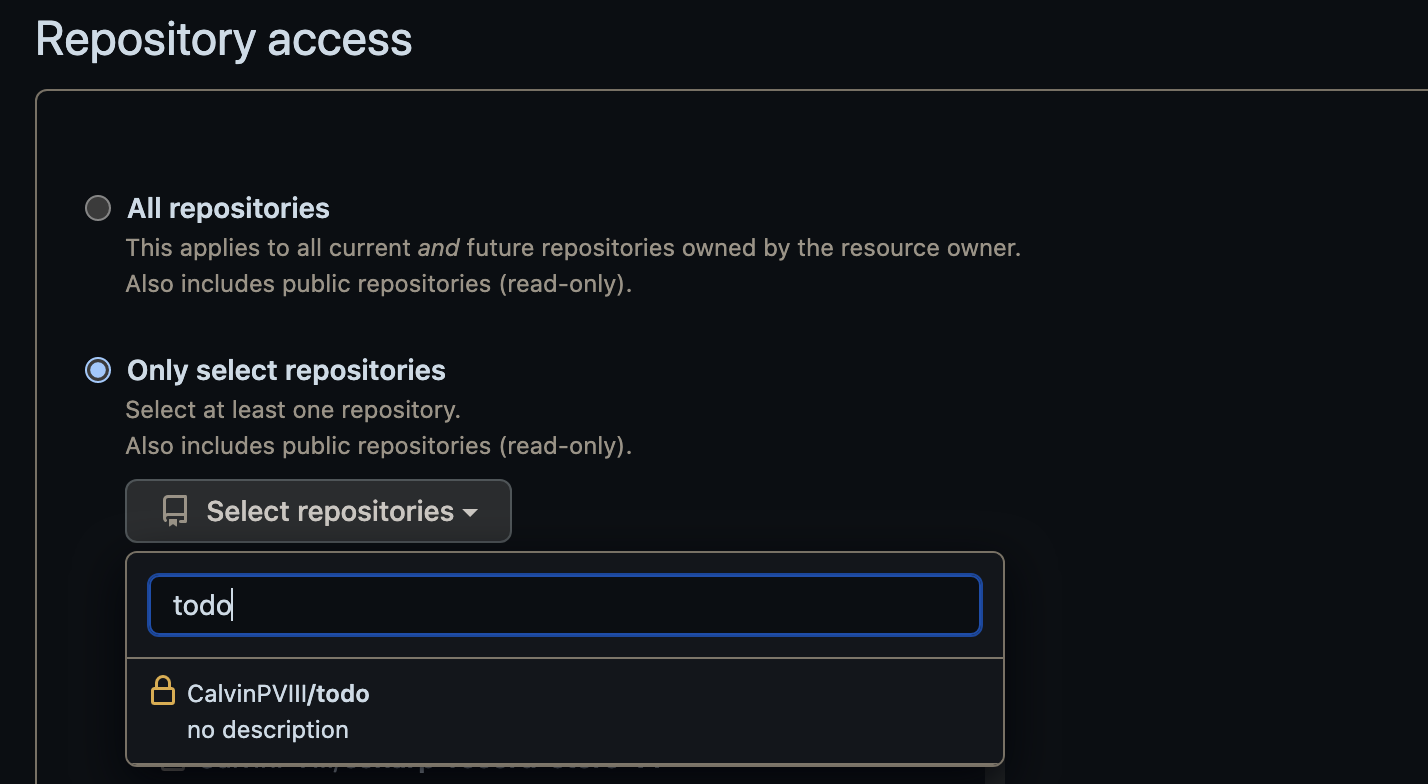 Repository access
All repositories
This applies to all current and future repositories owned by the resource owner.
Also includes public repositories (read-only).
Only select repositories
Select at least one repository.
Also includes public repositories (read-only).
Select repositories
todo
CalvinPVIII/todo
no description